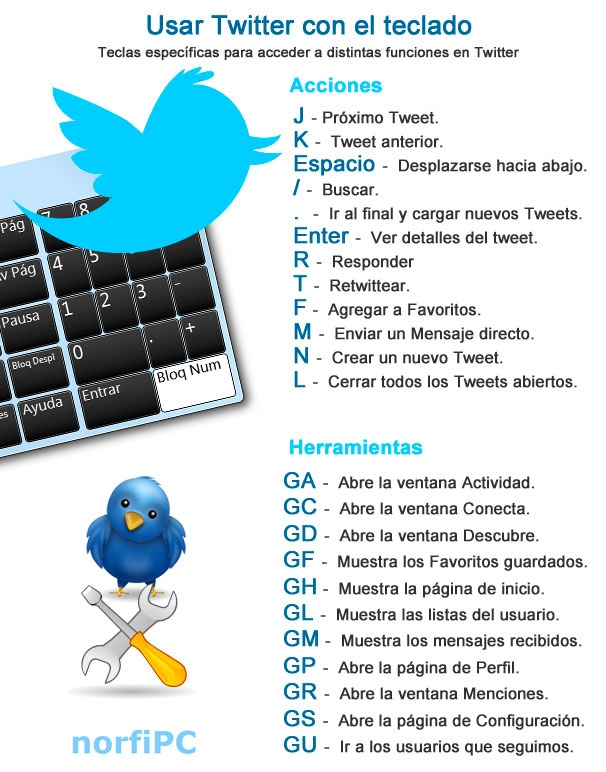 Usar Twitter con el teclado
Teclas específicas para acceder a distintas funciones en Twitter
Acciones
J - Próximo Tweet.
K - Tweet anterior.
Espacio - Desplazarse hacia abajo.
/ - Buscar.
. - Ir al final y cargar nuevos Tweets.
Enter - Ver detalles del tweet.
R - Responder
T - Retwittear.
F - Agregar a Favoritos.
M - Enviar un Mensaje directo.
N - Crear un nuevo Tweet.
L - Cerrar todos los Tweets abiertos.
Pág 7 8
Av Pág 4 5 -
Pausa 1 2 3 -
Bloq Despl 0 . +
Ayuda Entrar Bloq Num
Herramientas
GA - Abre la ventana Actividad.
GC - Abre la ventana Conecta.
GD - Abre la ventana Descubre.
GF - Muestra los Favoritos guardados.
GH - Muestra la página de inicio.
GL - Muestra las listas del usuario.
GM - Muestra los mensajes recibidos.
GP - Abre la página de Perfil.
GR - Abre la ventana Menciones.
GS - Abre la página de Configuración.
GU - Ir a los usuarios que seguimos.
norfiPC